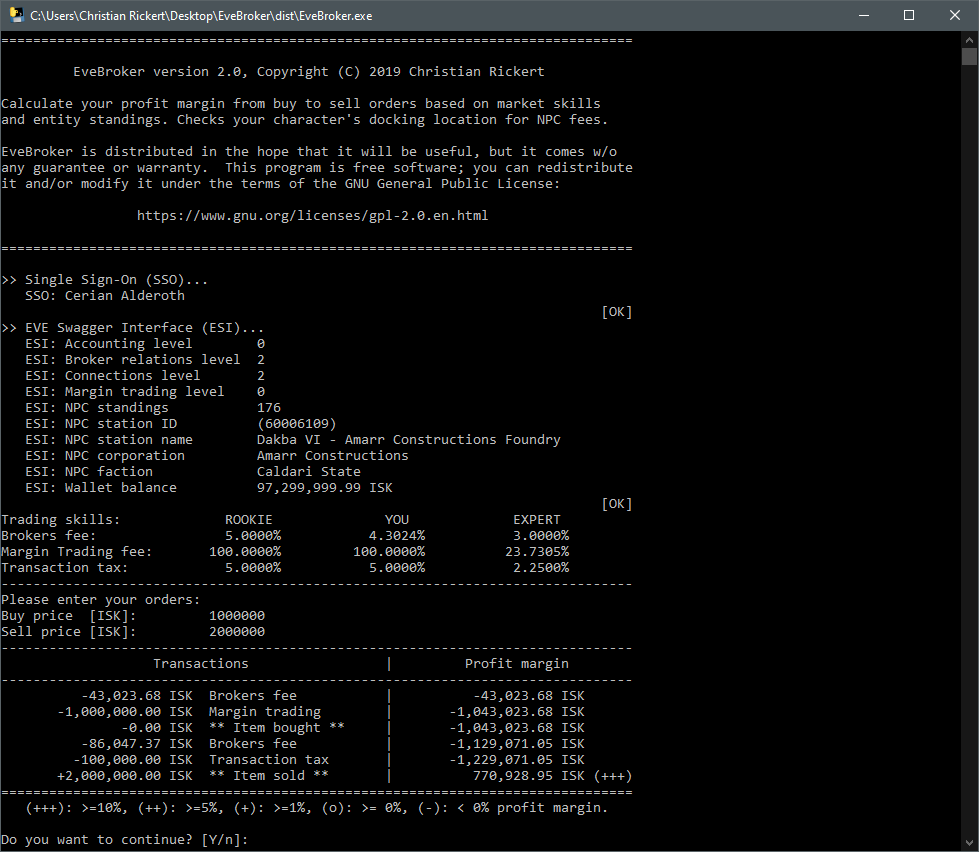 C:\Users\Christian Rickert\Desktop\EveBroker\dist\EveBroker.exe
===============================================================================
EveBroker version 2.0, Copyright (C) 2019 Christian Rickert
Calculate your profit margin from buy to sell orders based on market skills
and entity standings. Checks your character's docking location for NPC fees.
EveBroker is distributed in the hope that it will be useful, but it comes w/o
any guarantee or warranty.  This program is free software; you can redistribute
it and/or modify it under the terms of the GNU General Public License:
https://www.gnu.org/licenses/gpl-2.0.en.html
===============================================================================
>> Single Sign-On (SSO)...
   SSO: Cerian Alderoth
[OK]
>> EVE Swagger Interface (ESI)...
   ESI: Accounting level        0
   ESI: Broker relations level  2
   ESI: Connections level       2
   ESI: Margin trading level    0
   ESI: NPC standings           176
   ESI: NPC station ID          (60006109)
   ESI: NPC station name        Dakba VI - Amarr Constructions Foundry
   ESI: NPC corporation         Amarr Constructions
   ESI: NPC faction             Caldari State
   ESI: Wallet balance          97,299,999.99 ISK
[OK]
Trading skills:             ROOKIE              YOU             EXPERT
Brokers fee:                5.0000%           4.3024%           3.0000%
Margin Trading fee:       100.0000%         100.0000%          23.7305%
Transaction tax:            5.0000%           5.0000%           2.2500%
-------------------------------------------------------------------------------
Please enter your orders:
Buy price  [ISK]:         1000000
Sell price [ISK]:         2000000
-------------------------------------------------------------------------------
                   Transactions                 |         Profit margin
-------------------------------------------------------------------------------
          -43,023.68 ISK  Brokers fee           |          -43,023.68 ISK
       -1,000,000.00 ISK  Margin trading        |       -1,043,023.68 ISK
               -0.00 ISK  ** Item bought **     |       -1,043,023.68 ISK
          -86,047.37 ISK  Brokers fee           |       -1,129,071.05 ISK
         -100,000.00 ISK  Transaction tax       |       -1,229,071.05 ISK
       +2,000,000.00 ISK  ** Item sold **       |          770,928.95 ISK (+++)
===============================================================================
   (+++): >=10%, (++): >=5%, (+): >=1%, (o): >= 0%, (-): < 0% profit margin.
Do you want to continue? [Y/n]: